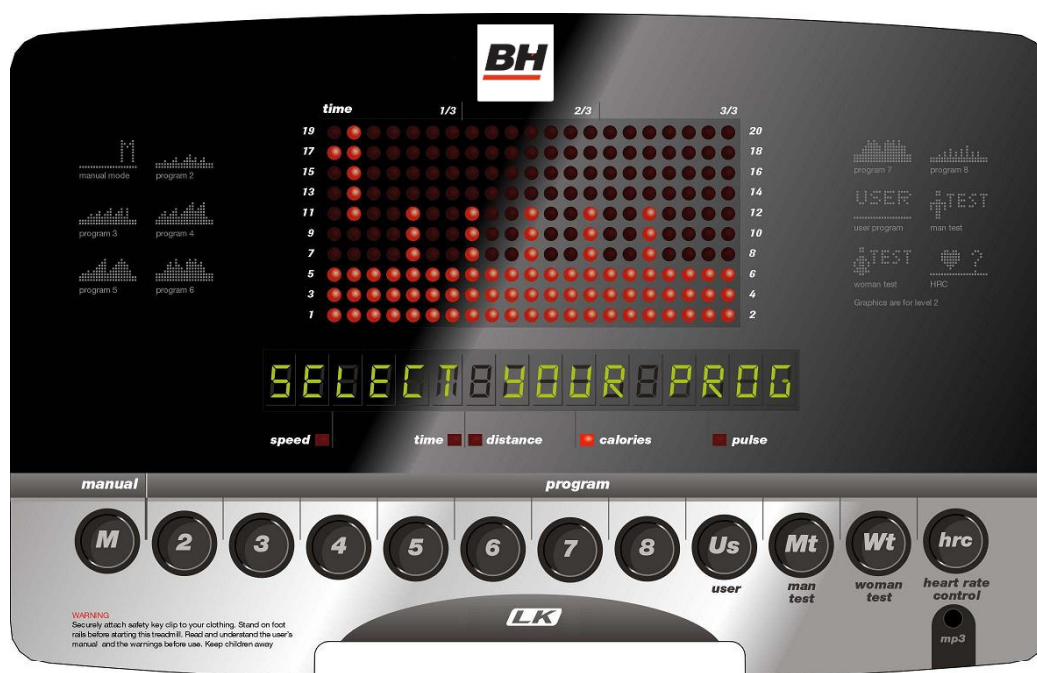 BH
time 1/3 2/3 3/3
19 20
17 18
15 16
13 14
11 12
9 10
7 8
5 6
3 4
1 2
M
manual mode
program 2
program 3
program 4
program 5
program 6
program 7
program 8
USER
user program
TEST
man test
TEST
woman test
?
HRC
Graphics are for level 2
SELECT YOUR PROG
speed time distance calories pulse
manual program
M 2 3 4 5 6 7 8 Us Mt Wt hrc
user
man
test
woman
test
heart rate
control
LK
mp3
WARNING
Securely attach safety key clip to your clothing. Stand on foot
rails before starting this treadmill. Read and understand the user's
manual and the warnings before use. Keep children away